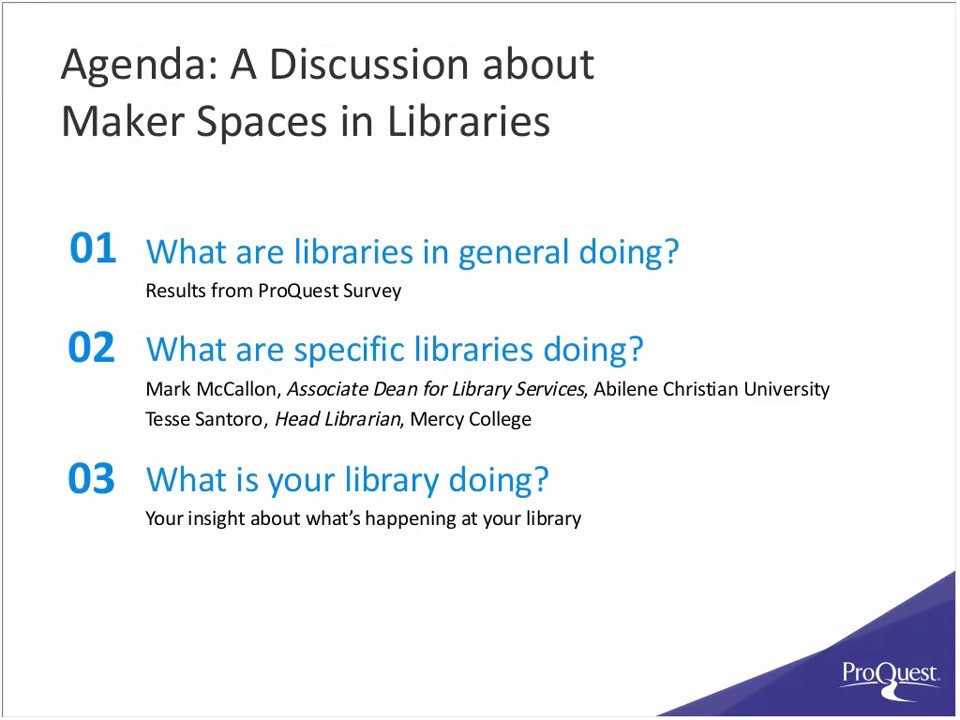 Agenda: A Discussion about
Maker Spaces in Libraries
01 What are libraries in general doing?
Results from ProQuest Survey
02 What are specific libraries doing?
Mark McCallon, Associate Dean for Library Services, Abilene Christian University
Tesse Santoro, Head Librarian, Mercy College
03 What is your library doing?
Your insight about what’s happening at your library
ProQuest.